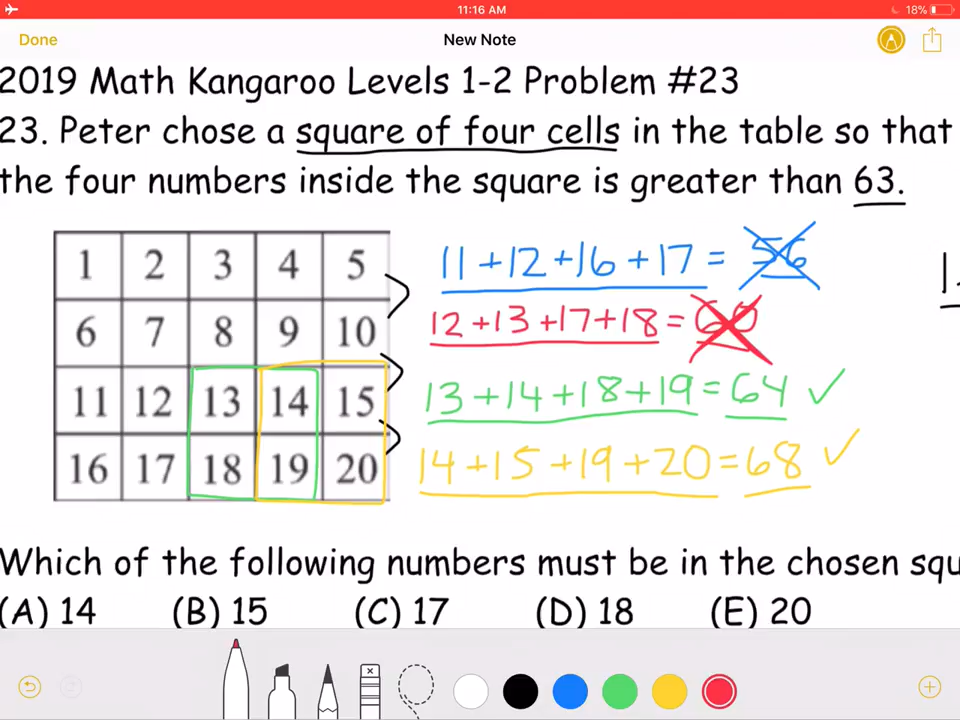 11:16 AM
18%
Done
New Note
2019 Math Kangaroo Levels 1-2 Problem #23
23. Peter chose a square of four cells in the table so that
the four numbers inside the square is greater than 63.
1 2 3 4 5
6 7 8 9 10
11 12 13 14 15
16 17 18 19 20
11+12+16+17=56
12+13+17+18=60
13+14+18+19=64 ✓
14+15+19+20=68 ✓
Which of the following numbers must be in the chosen squ
(A) 14 (B) 15 (C) 17 (D) 18 (E) 20